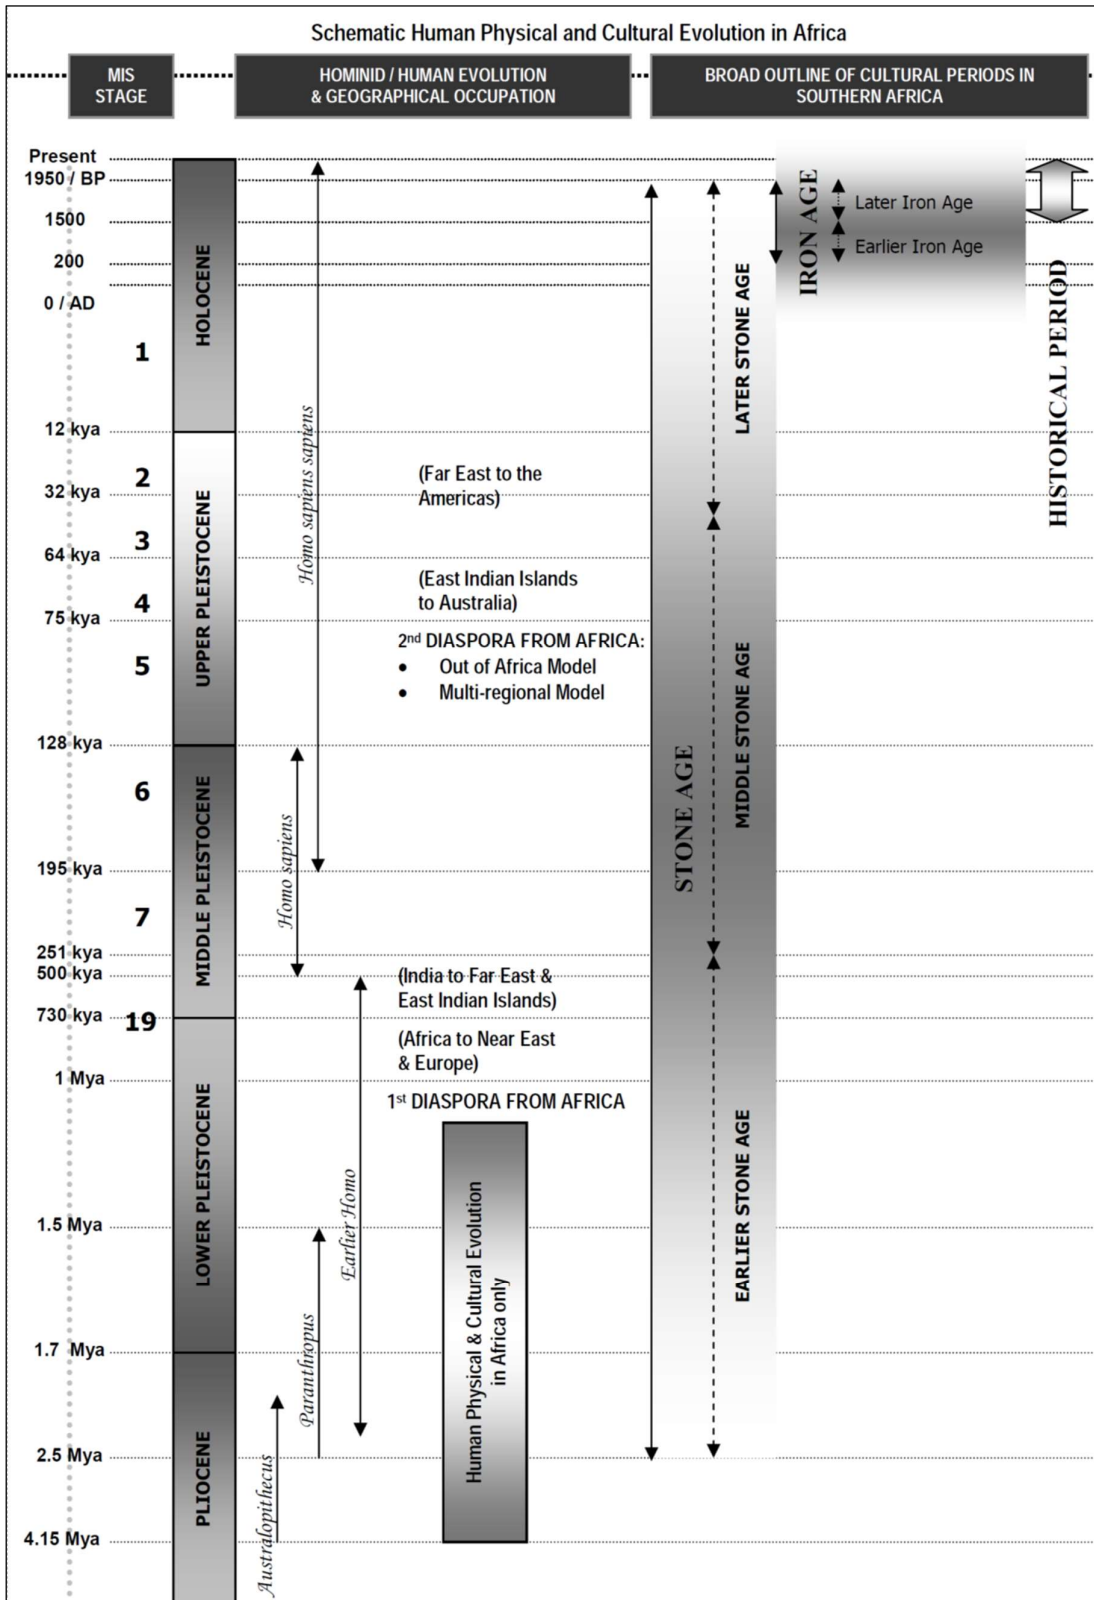 Schematic Human Physical and Cultural Evolution in Africa
MIS
STAGE
HOMINID / HUMAN EVOLUTION
& GEOGRAPHICAL OCCUPATION
BROAD OUTLINE OF CULTURAL PERIODS IN
SOUTHERN AFRICA
Present
1950 / BP
1500
200
0 / AD
12 kya
32 kya
64 kya
75 kya
128 kya
195 kya
251 kya
500 kya
730 kya
1 Mya
1.5 Mya
1.7 Mya
2.5 Mya
4.15 Mya
1
2
3
4
5
6
7
19
HOLOCENE
UPPER PLEISTOCENE
MIDDLE PLEISTOCENE
LOWER PLEISTOCENE
PLIOCENE
Homo sapiens sapiens
Homo sapiens
Earlier Homo
Paranthropus
Australopithecus
(Far East to the
Americas)
(East Indian Islands
to Australia)
2nd DIASPORA FROM AFRICA:
• Out of Africa Model
• Multi-regional Model
(India to Far East &
East Indian Islands)
(Africa to Near East
& Europe)
1st DIASPORA FROM AFRICA
Human Physical & Cultural Evolution
in Africa only
STONE AGE
LATER STONE AGE
MIDDLE STONE AGE
EARLIER STONE AGE
IRON AGE
Later Iron Age
Earlier Iron Age
HISTORICAL PERIOD